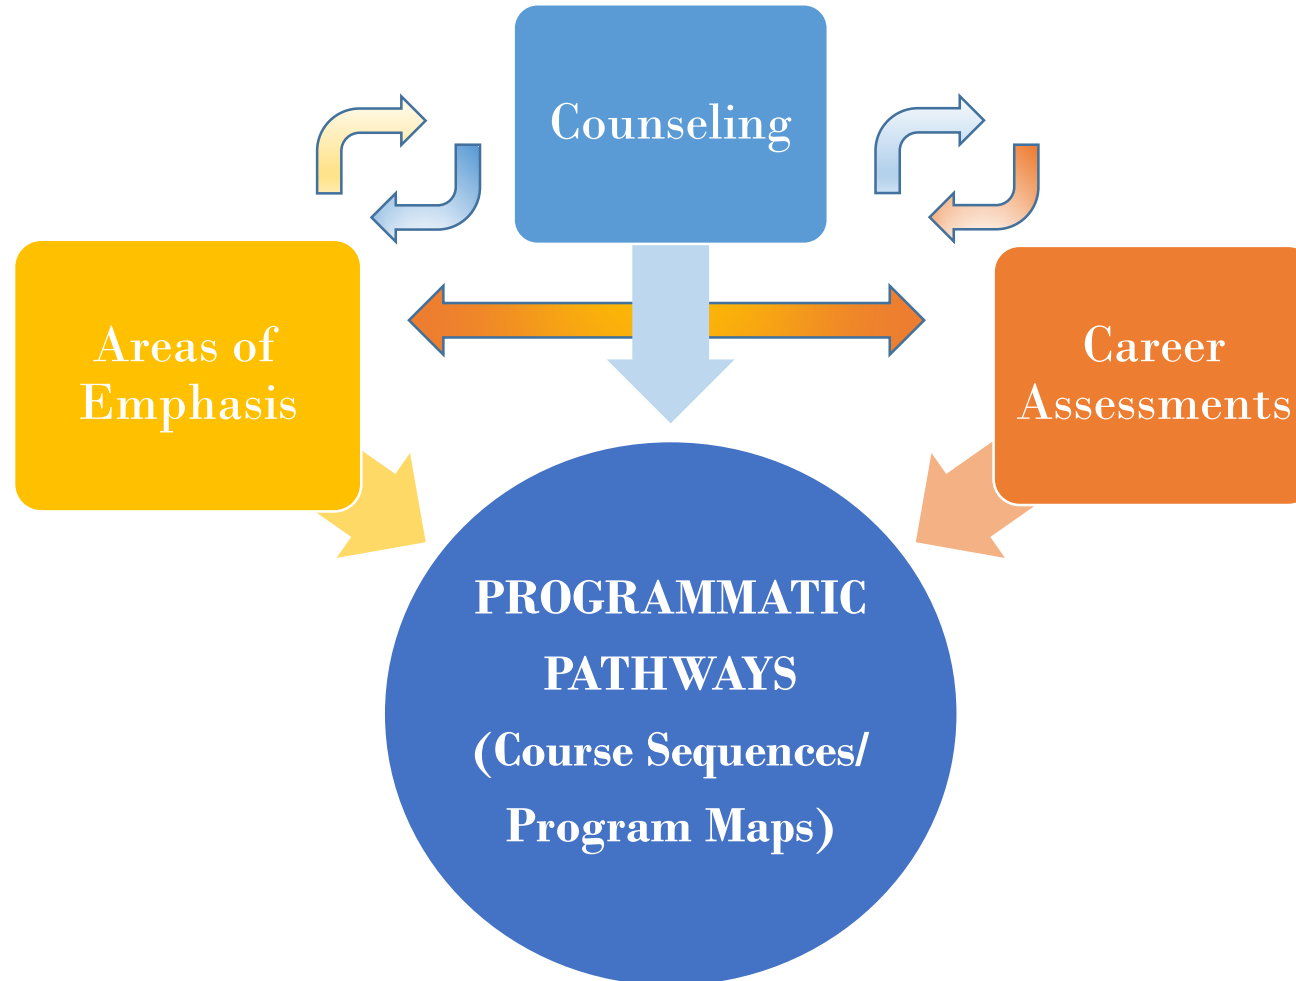 Counseling
Areas of
Emphasis
Career
Assessments
PROGRAMMATIC
PATHWAYS
(Course Sequences/
Program Maps)